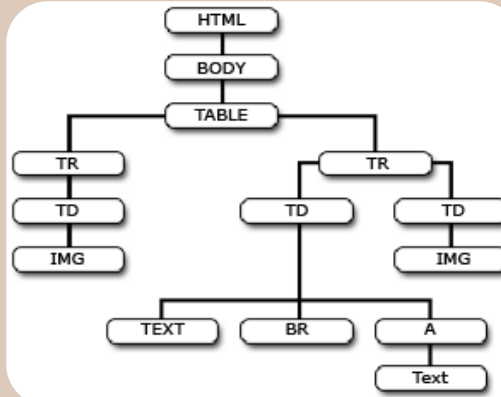 HTML
BODY
TABLE
TR TR
TD TD TD
IMG IMG
TEXT BR A
Text